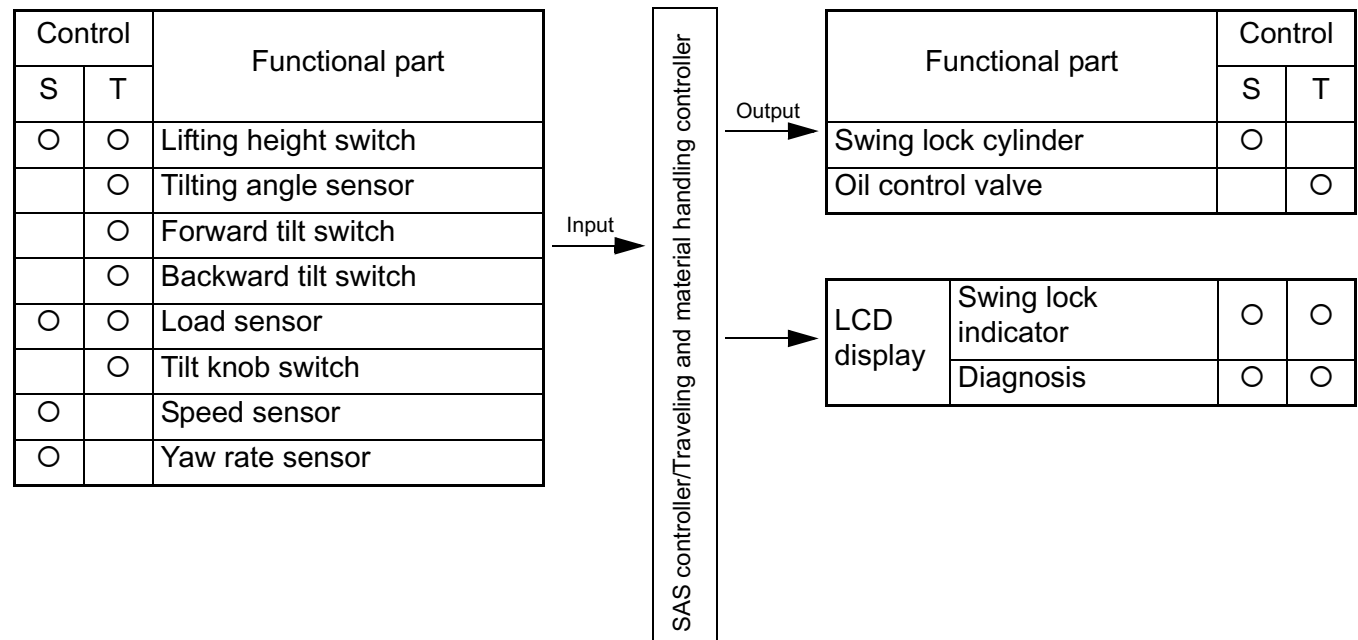 Control Functional part
S T
○ ○ Lifting height switch
○ Tilting angle sensor
○ Forward tilt switch
○ Backward tilt switch
○ ○ Load sensor
○ Tilt knob switch
○ Speed sensor
○ Yaw rate sensor
Input
SAS controller/Traveling and material handling controller
Output
Functional part Control
S T
Swing lock cylinder ○
Oil control valve ○
LCD
display
Swing lock
indicator ○ ○
Diagnosis ○ ○